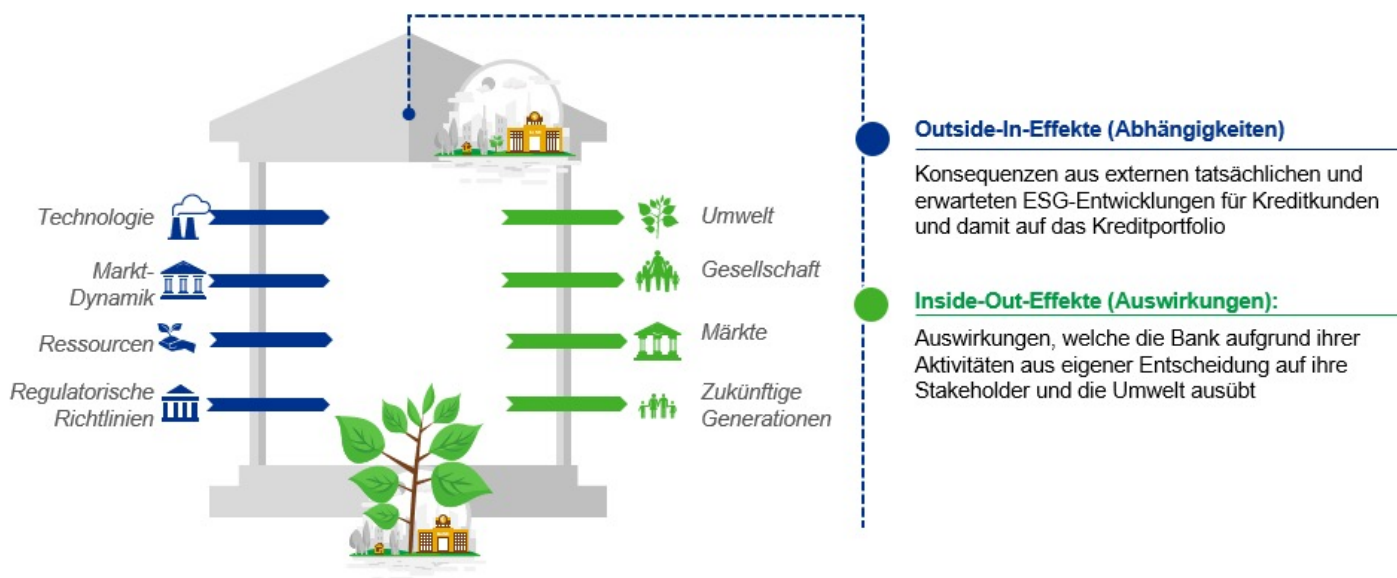 Technologie
Markt-
Dynamik
Ressourcen
Regulatorische
Richtlinien
Umwelt
Gesellschaft
Märkte
Zukünftige
Generationen
Outside-In-Effekte (Abhängigkeiten)
Konsequenzen aus externen tatsächlichen und
erwarteten ESG-Entwicklungen für Kreditkunden
und damit auf das Kreditportfolio
Inside-Out-Effekte (Auswirkungen):
Auswirkungen, welche die Bank aufgrund ihrer
Aktivitäten aus eigener Entscheidung auf ihre
Stakeholder und die Umwelt ausübt